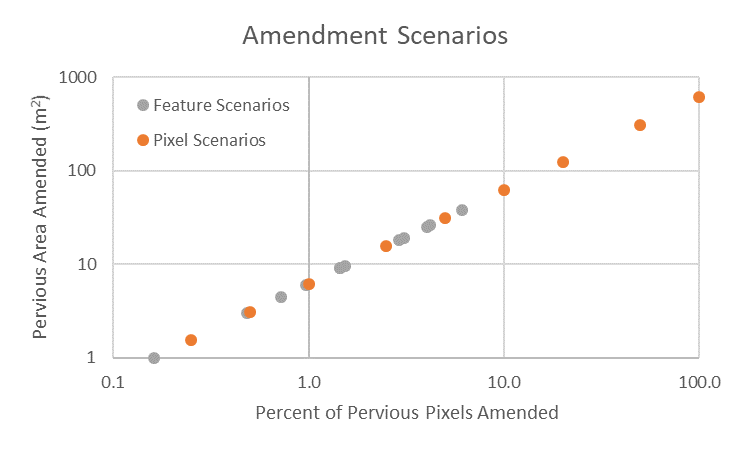 Amendment Scenarios
1000
100
10
1
Pervious Area Amended (m²)
Feature Scenarios
Pixel Scenarios
0.1 1.0 10.0 100.0
Percent of Pervious Pixels Amended